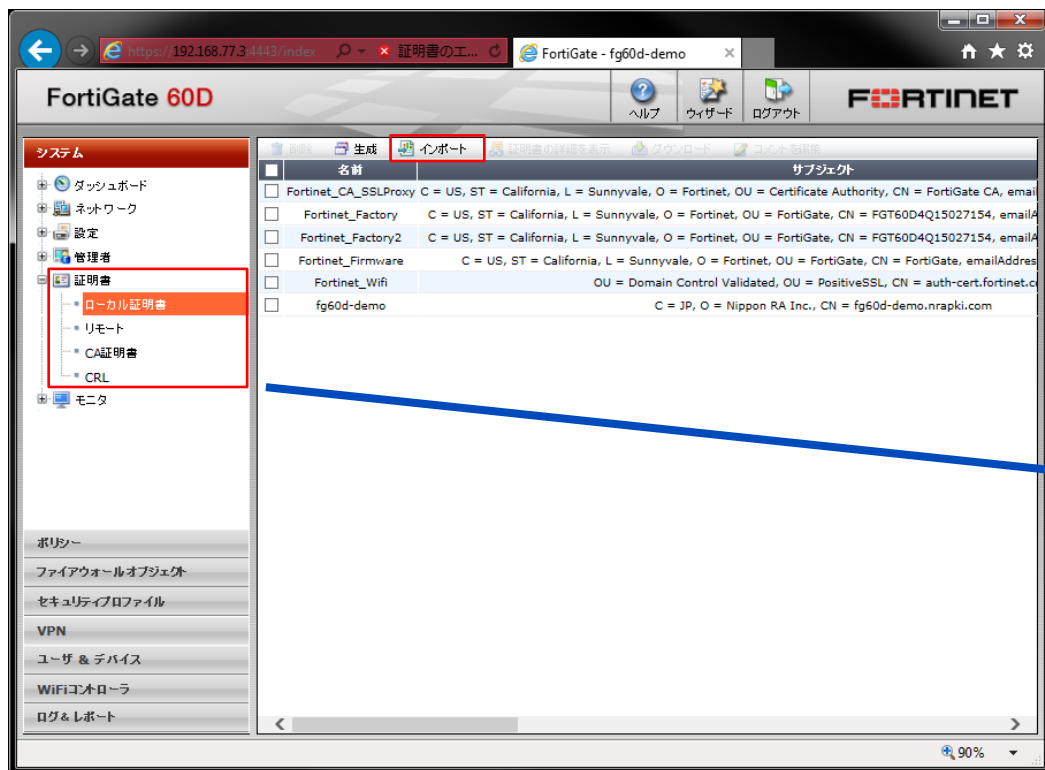 https://192.168.77.3:4443/index
証明書のエ...
FortiGate - fg60d-demo
FortiGate 60D
ヘルプ
ウィザード
ログアウト
FORTINET
システム
ダッシュボード
ネットワーク
設定
管理者
証明書
ローカル証明書
リモート
CA証明書
CRL
モニタ
ポリシー
ファイアウォールオブジェクト
セキュリティプロファイル
VPN
ユーザ & デバイス
WiFiコントローラ
ログ&レポート
削除 生成 インポート 証明書の詳細を表示 ダウンロード コメントを編集
名前 サブジェクト
Fortinet_CA_SSLProxy C = US, ST = California, L = Sunnyvale, O = Fortinet, OU = Certificate Authority, CN = FortiGate CA, email
Fortinet_Factory C = US, ST = California, L = Sunnyvale, O = Fortinet, OU = FortiGate, CN = FGT60D4Q15027154, emailA
Fortinet_Factory2 C = US, ST = California, L = Sunnyvale, O = Fortinet, OU = FortiGate, CN = FGT60D4Q15027154, emailA
Fortinet_Firmware C = US, ST = California, L = Sunnyvale, O = Fortinet, OU = FortiGate, CN = FortiGate, emailAddres
Fortinet_Wifi OU = Domain Control Validated, OU = PositiveSSL, CN = auth-cert.fortinet.co
fg60d-demo C = JP, O = Nippon RA Inc., CN = fg60d-demo.nrapki.com
90%